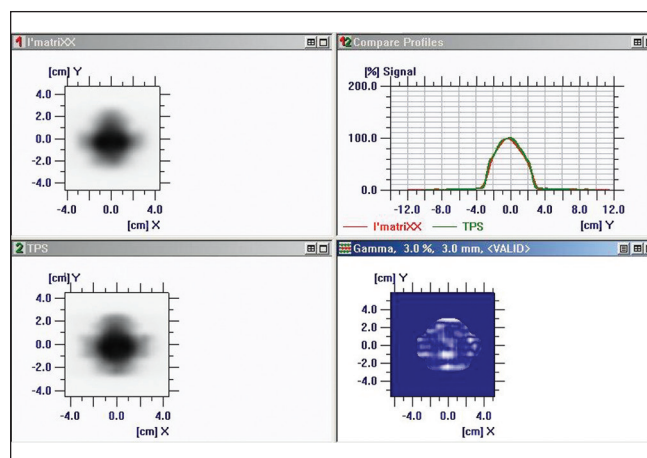 1 I'matriXX
[cm] Y
4.0
2.0
0.0
-2.0
-4.0
-4.0 0.0 4.0
[cm] X
12 Compare Profiles
[%] Signal
200.0
100.0
0.0
-12.0 -8.0 -4.0 0.0 4.0 8.0 12.0
I'matriXX TPS [cm] Y
2 TPS
[cm] Y
4.0
2.0
0.0
-2.0
-4.0
-4.0 0.0 4.0
[cm] X
Gamma, 3.0 %, 3.0 mm, <VALID>
[cm] Y
4.0
2.0
0.0
-2.0
-4.0
-4.0 0.0 4.0
[cm] X